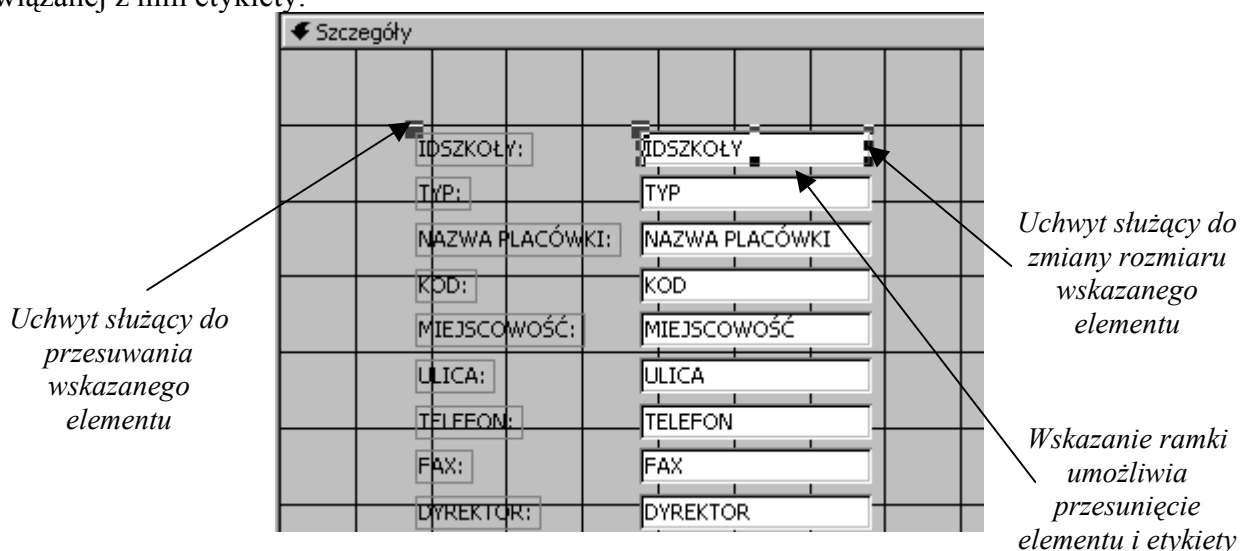 z nim etykiety.
Szczegóły
IDSZKOŁY: IDSZKOŁY
TYP: TYP
NAZWA PLACÓWKI: NAZWA PLACÓWKI
KOD: KOD
MIEJSCOWOŚĆ: MIEJSCOWOŚĆ
ULICA: ULICA
TELEFON: TELEFON
FAX: FAX
DYREKTOR: DYREKTOR
Uchwyt służący do
przesuwania
wskazanego
elementu
Uchwyt służący do
zmiany rozmiaru
wskazanego
elementu
Wskazanie ramki
umożliwia
przesunięcie
elementu i etykiety